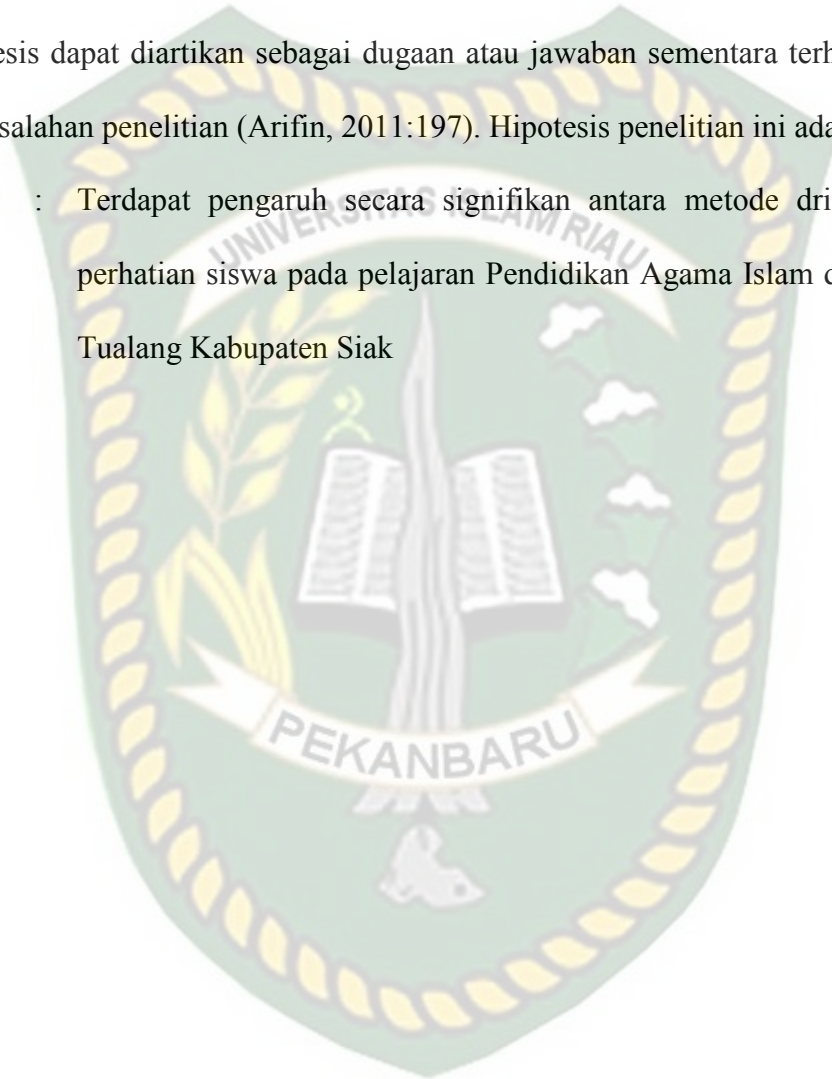 esis dapat diartikan sebagai dugaan atau jawaban sementara terh
salahan penelitian (Arifin, 2011:197). Hipotesis penelitian ini ada
: Terdapat pengaruh secara signifikan antara metode dri
perhatian siswa pada pelajaran Pendidikan Agama Islam d
Tualang Kabupaten Siak
UNIVERSITAS ISLAM RIAU
PEKANBARU